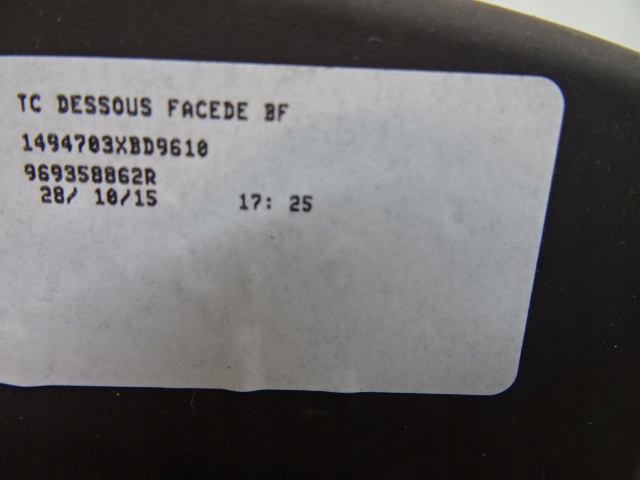 TC DESSOUS FACEDE BF
1494703XBD9610
969358862R
28/ 10/15 17: 25